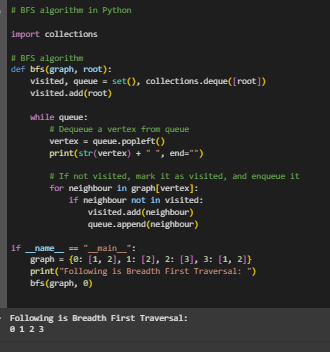 # BFS algorithm in Python
import collections
# BFS algorithm
def bfs(graph, root):
    visited, queue = set(), collections.deque([root])
    visited.add(root)
    while queue:
        # Dequeue a vertex from queue
        vertex = queue.popleft()
        print(str(vertex) + " ", end="")
        # If not visited, mark it as visited, and enqueue it
        for neighbour in graph[vertex]:
            if neighbour not in visited:
                visited.add(neighbour)
                queue.append(neighbour)
if __name__ == "__main__":
    graph = {0: [1, 2], 1: [2], 2: [3], 3: [1, 2]}
    print("Following is Breadth First Traversal: ")
    bfs(graph, 0)
Following is Breadth First Traversal:
0 1 2 3